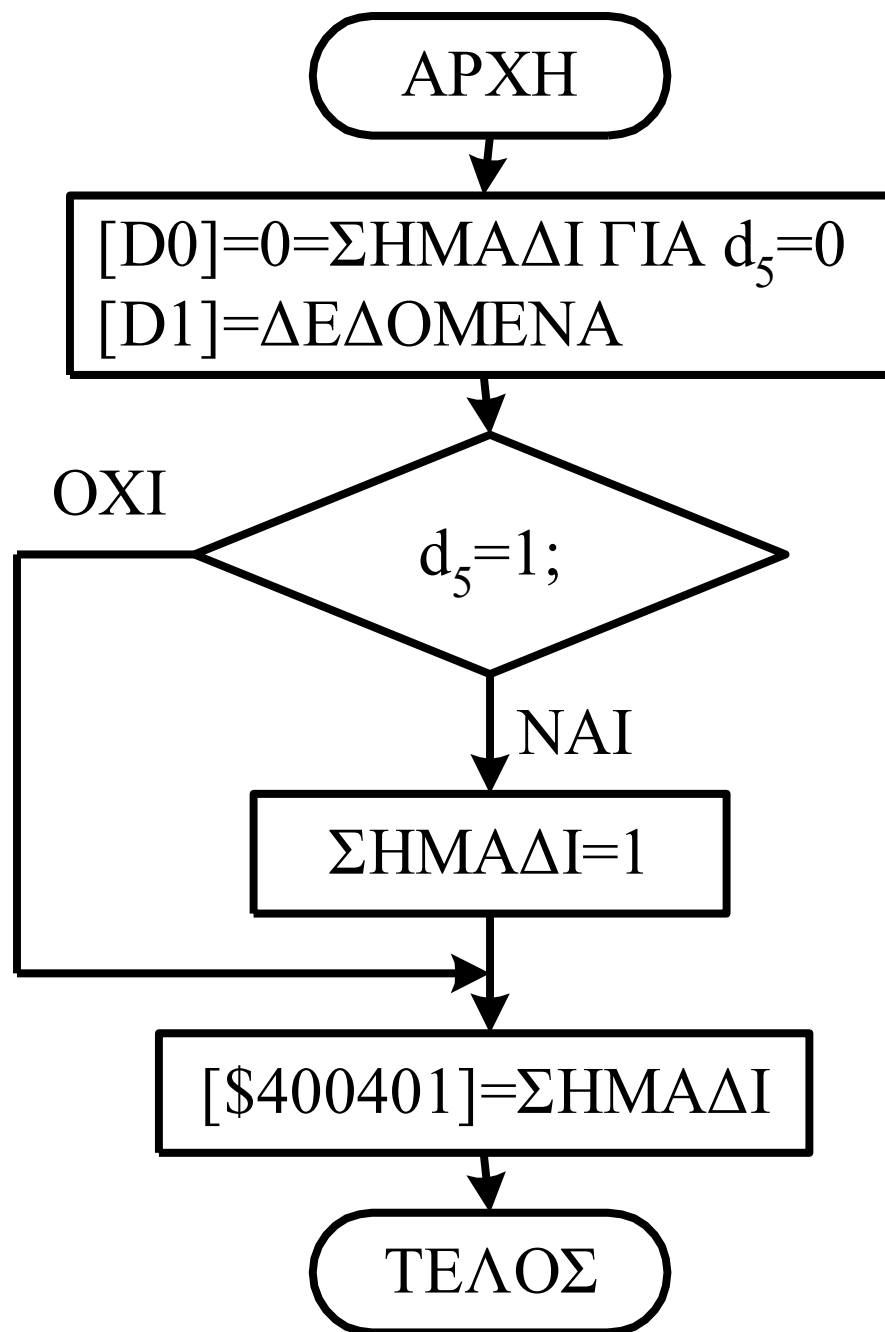 ΑΡΧΗ
[D0]=0=ΣΗΜΑΔΙ ΓΙΑ d₅=0
[D1]=ΔΕΔΟΜΕΝΑ
ΟΧΙ
d₅=1;
ΝΑΙ
ΣΗΜΑΔΙ=1
[$400401]=ΣΗΜΑΔΙ
ΤΕΛΟΣ